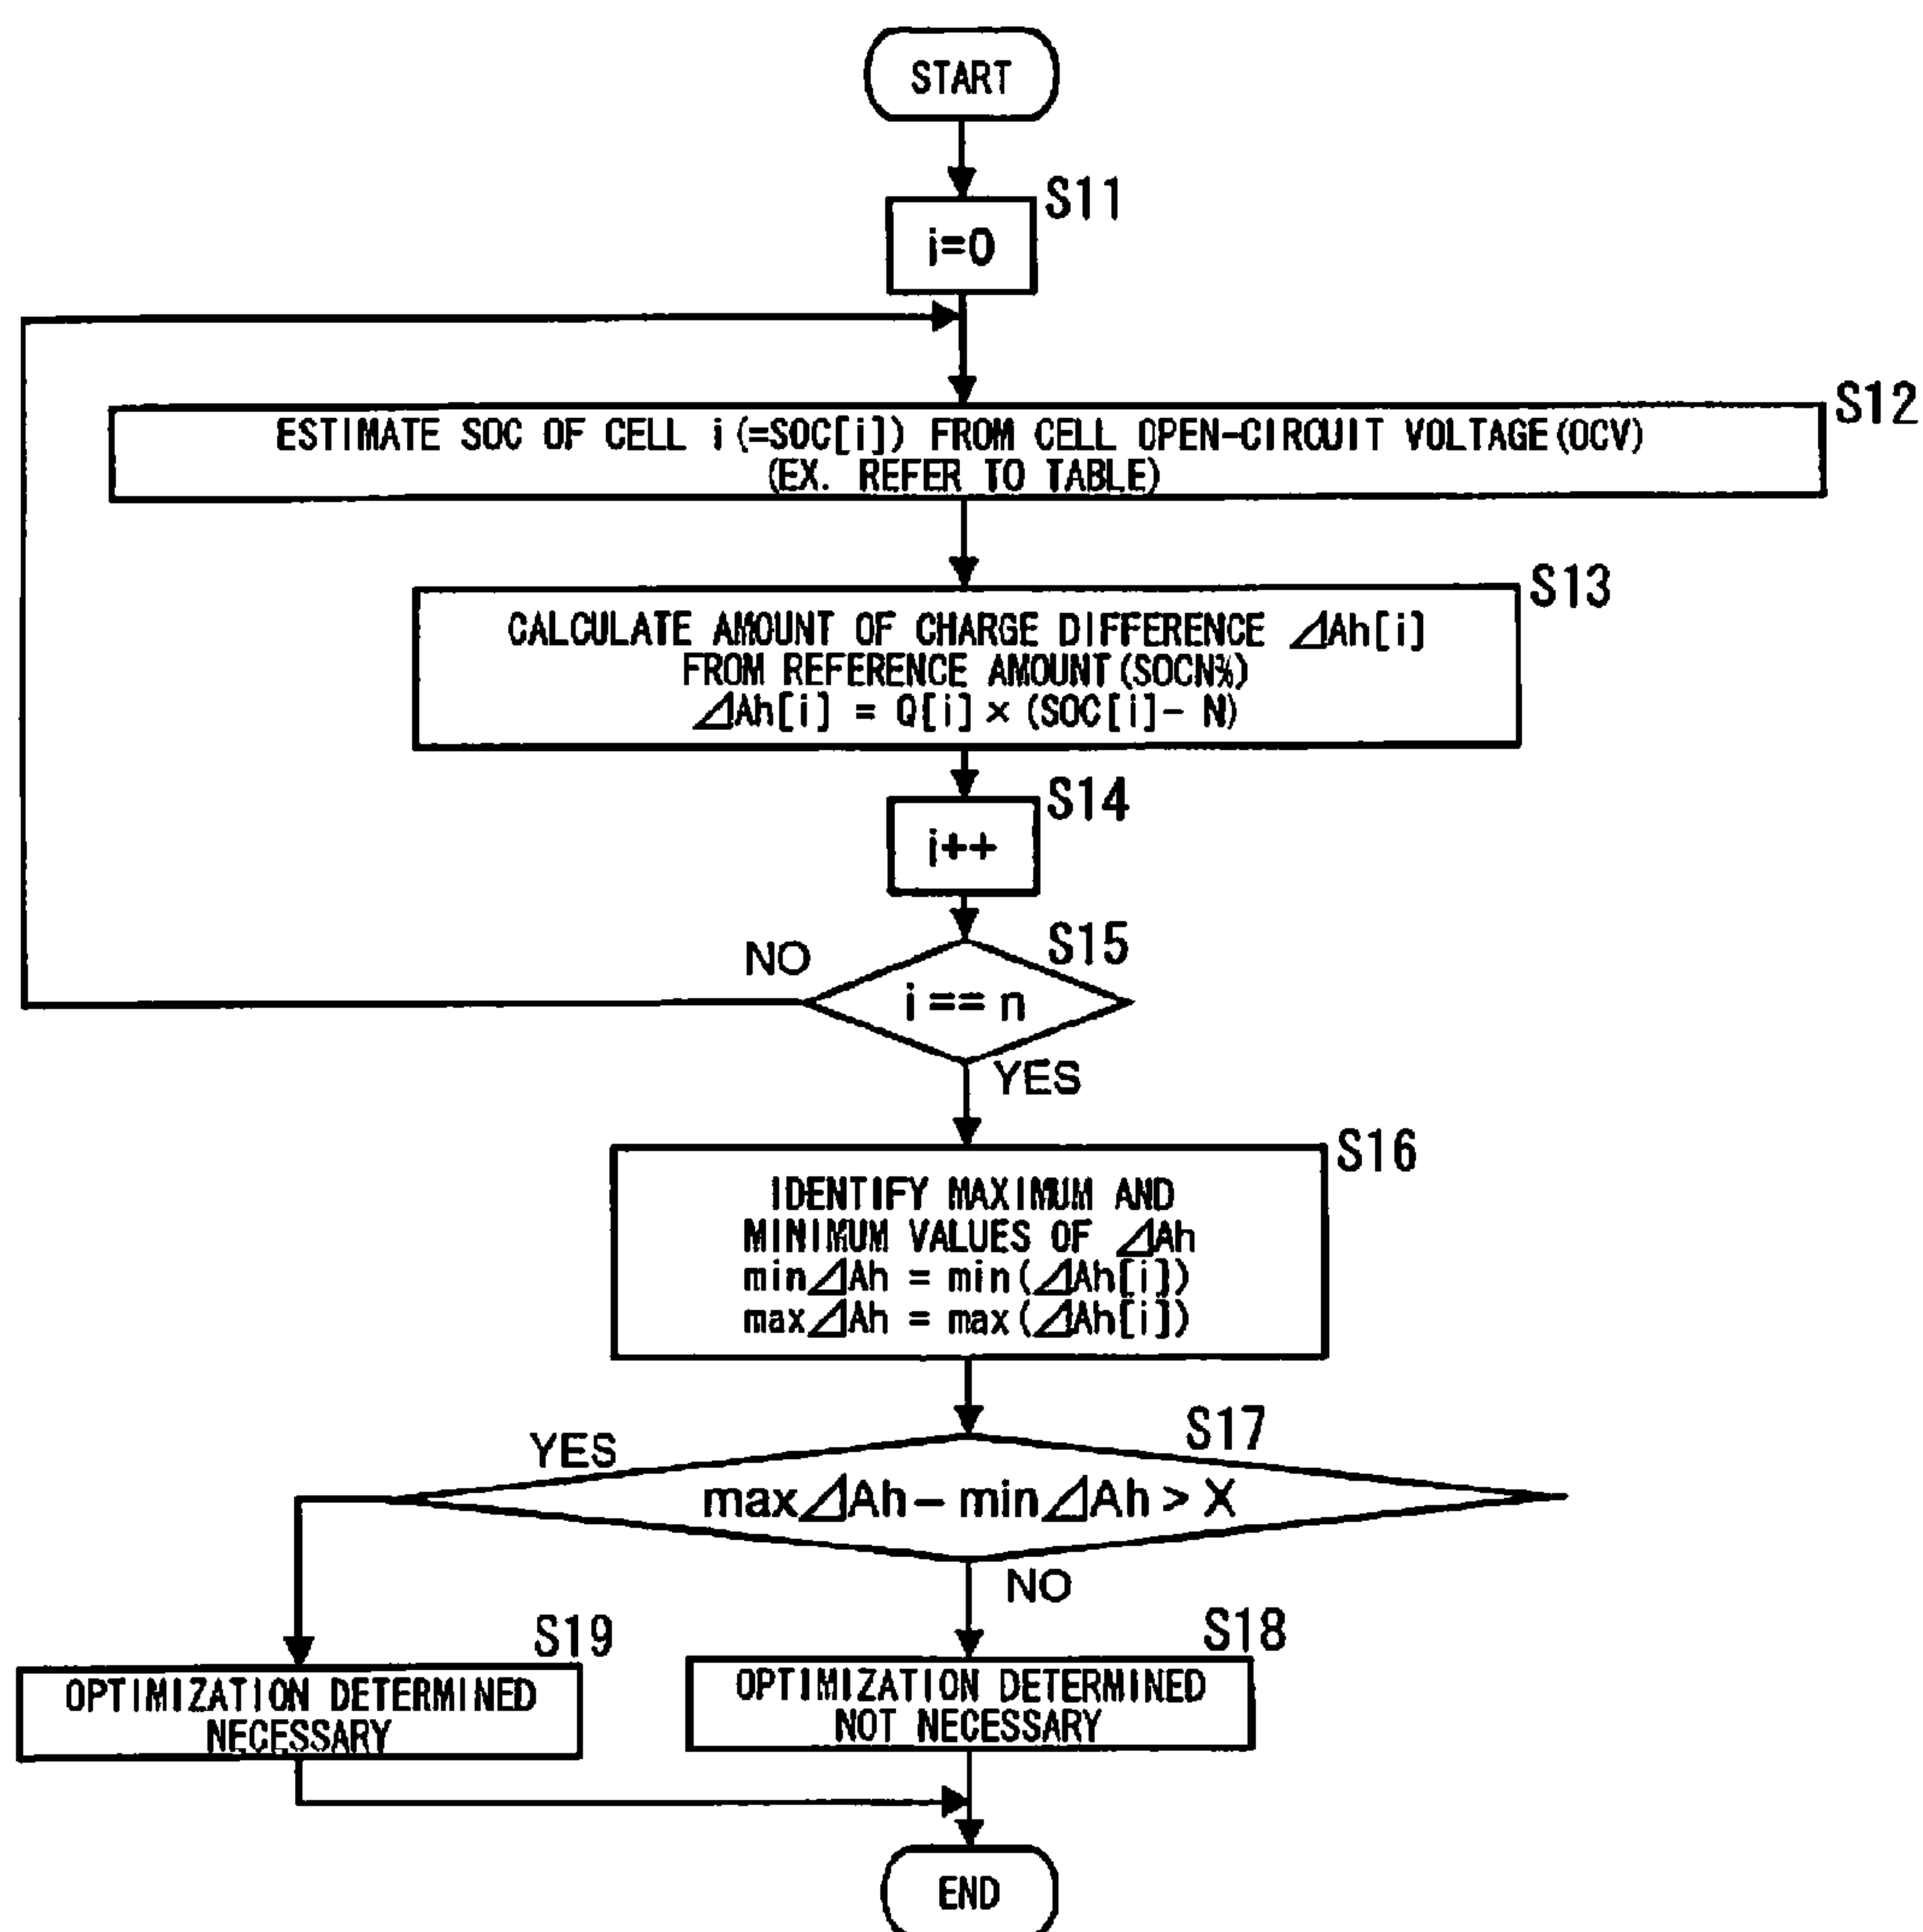 START
S11
i=0
S12
ESTIMATE SOC OF CELL i(=SOC[i]) FROM CELL OPEN-CIRCUIT VOLTAGE(OCV)
(EX. REFER TO TABLE)
S13
CALCULATE AMOUNT OF CHARGE DIFFERENCE ⊿Ah[i]
FROM REFERENCE AMOUNT(SOCN%)
⊿Ah[i] = Q[i]×(SOC[i]- N)
S14
i++
S15
NO
i == n
YES
S16
IDENTIFY MAXIMUM AND
MINIMUM VALUES OF ⊿Ah
min⊿Ah = min(⊿Ah[i])
max⊿Ah = max(⊿Ah[i])
S17
YES
max⊿Ah－min⊿Ah > X
NO
S19
S18
OPTIMIZATION DETERMINED
NECESSARY
OPTIMIZATION DETERMINED
NOT NECESSARY
END